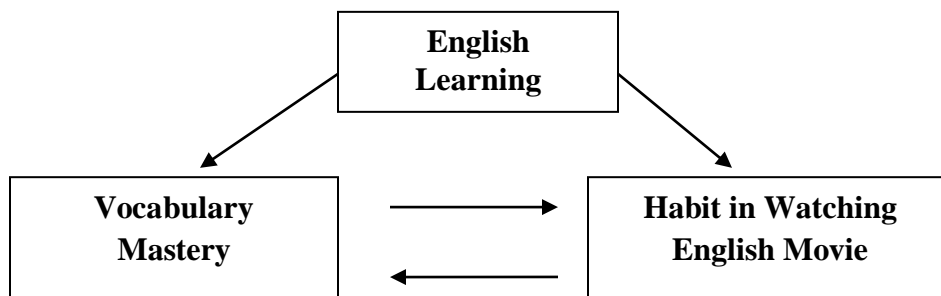 English
Learning
Vocabulary
Mastery
Habit in Watching
English Movie